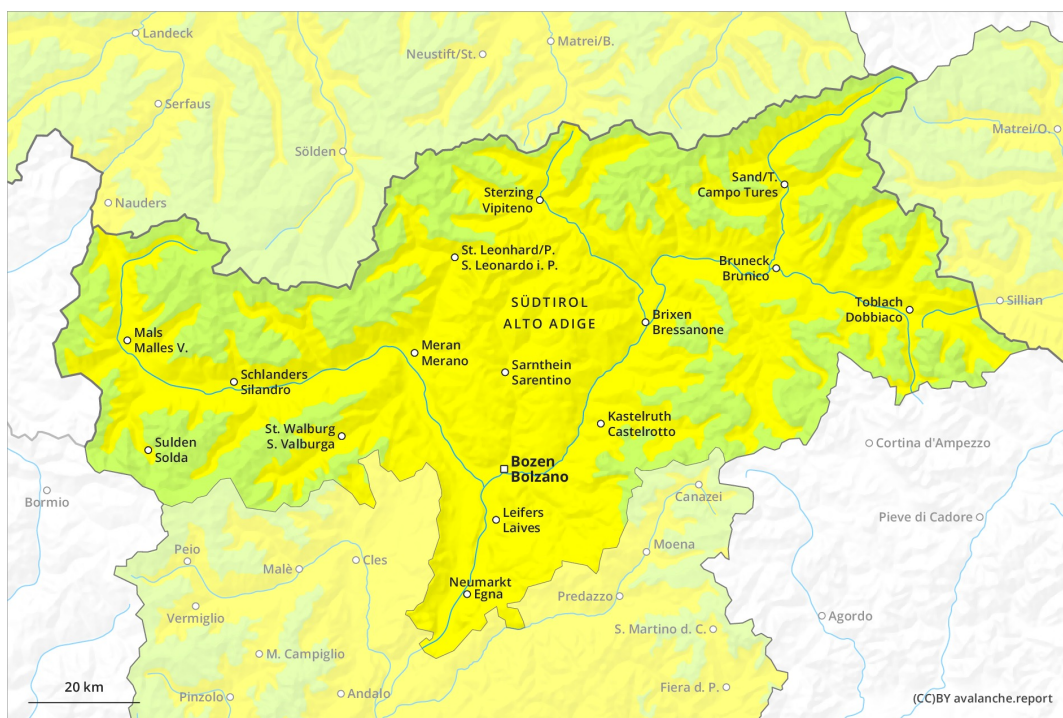 Landeck
Matrei/B.
Neustift/St.
Serfaus
Matrei/O.
Sölden
Sand/T.
Campo Tures
Sterzing
Vipiteno
Nauders
St. Leonhard/P.
S. Leonardo i. P.
Bruneck
Brunico
SÜDTIROL
ALTO ADIGE
Toblach
Dobbiaco
Sillian
Brixen
Bressanone
Mals
Malles V.
Meran
Merano
Sarnthein
Sarentino
Schlanders
Silandro
Kastelruth
Castelrotto
St. Walburg
S. Valburga
Sulden
Solda
Cortina d'Ampezzo
Bozen
Bolzano
Bormio
Canazei
Leifers
Laives
Pieve di Cadore
Moena
Peio
Cles
Malè
Neumarkt
Egna
Predazzo
Vermiglio
Agordo
S. Martino d. C.
M. Campiglio
20 km
Pinzolo
Andalo
Fiera d. P.
(CC)BY avalanche.report